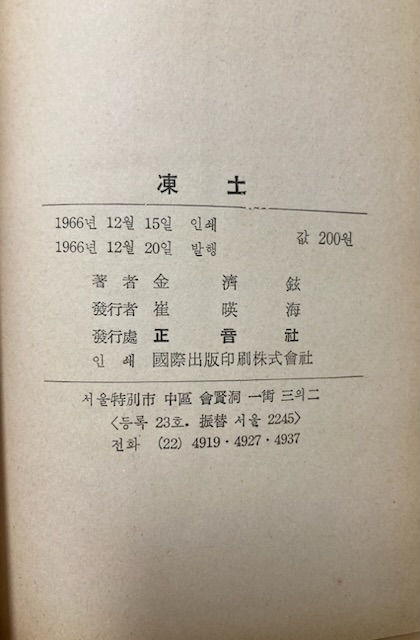 凍土
1966년 12월 15일 인쇄
1966년 12월 20일 발행
값 200원
著者 金濟鉉
發行者 崔暎海
發行處 正音社
인쇄 國際出版印刷株式會社
서울特別市 中區 會賢洞 一街 三의二
<등록 23호. 振替 서울 2245>
전화 (22) 4919·4927·4937